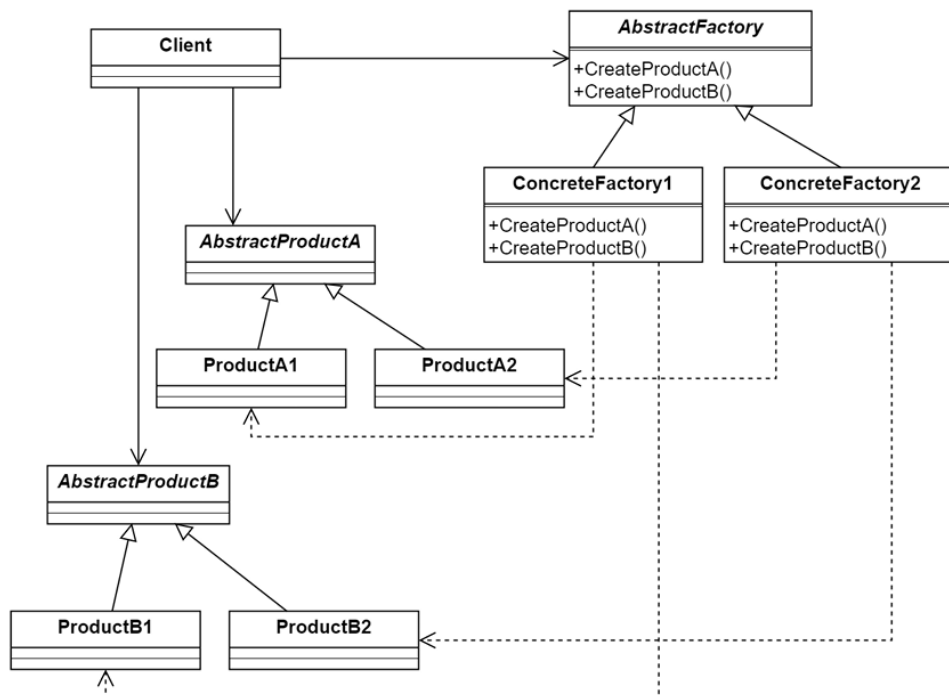 Client
AbstractFactory
+CreateProductA()
+CreateProductB()
ConcreteFactory1
+CreateProductA()
+CreateProductB()
ConcreteFactory2
+CreateProductA()
+CreateProductB()
AbstractProductA
ProductA1
ProductA2
AbstractProductB
ProductB1
ProductB2